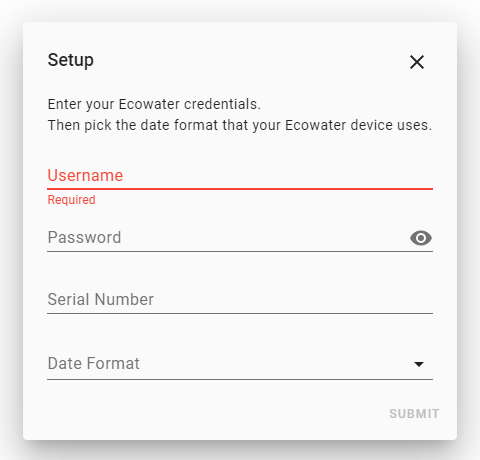 Setup
Enter your Ecowater credentials.
Then pick the date format that your Ecowater device uses.
Username
Required
Password
Serial Number
Date Format
SUBMIT